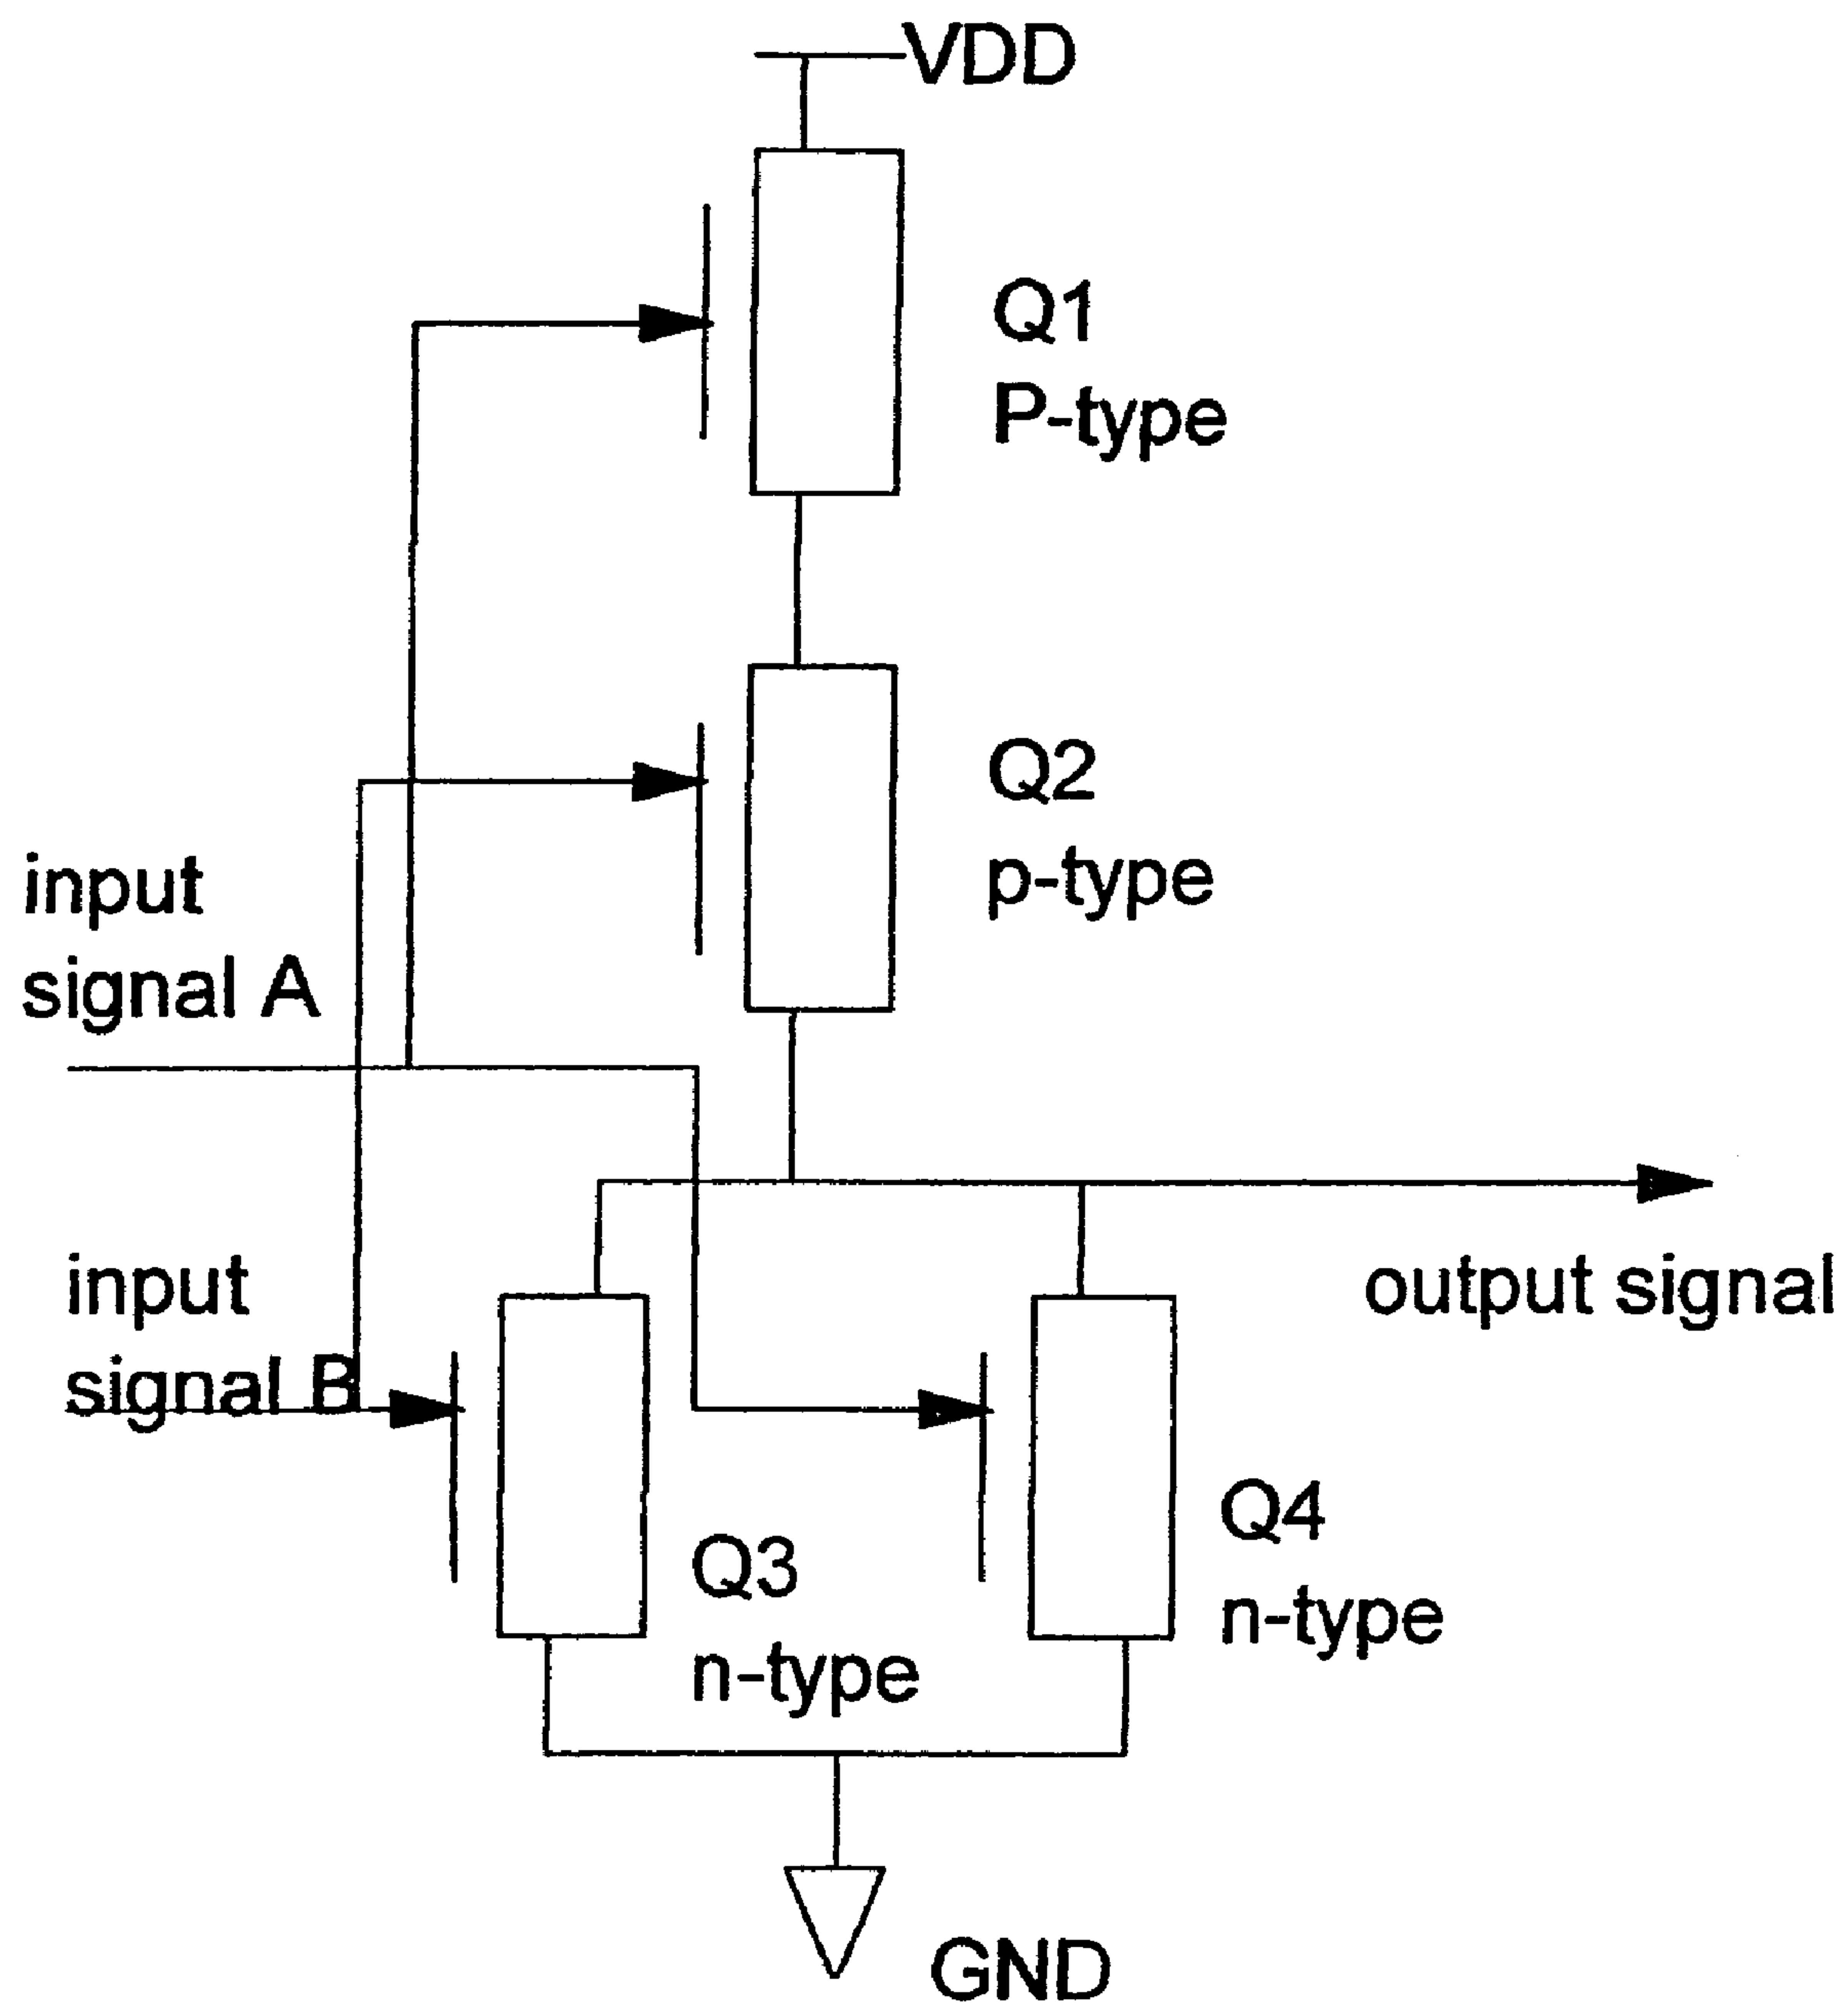 VDD
Q1
P-type
Q2
p-type
input
signal A
input
signal B
output signal
Q3
n-type
Q4
n-type
GND